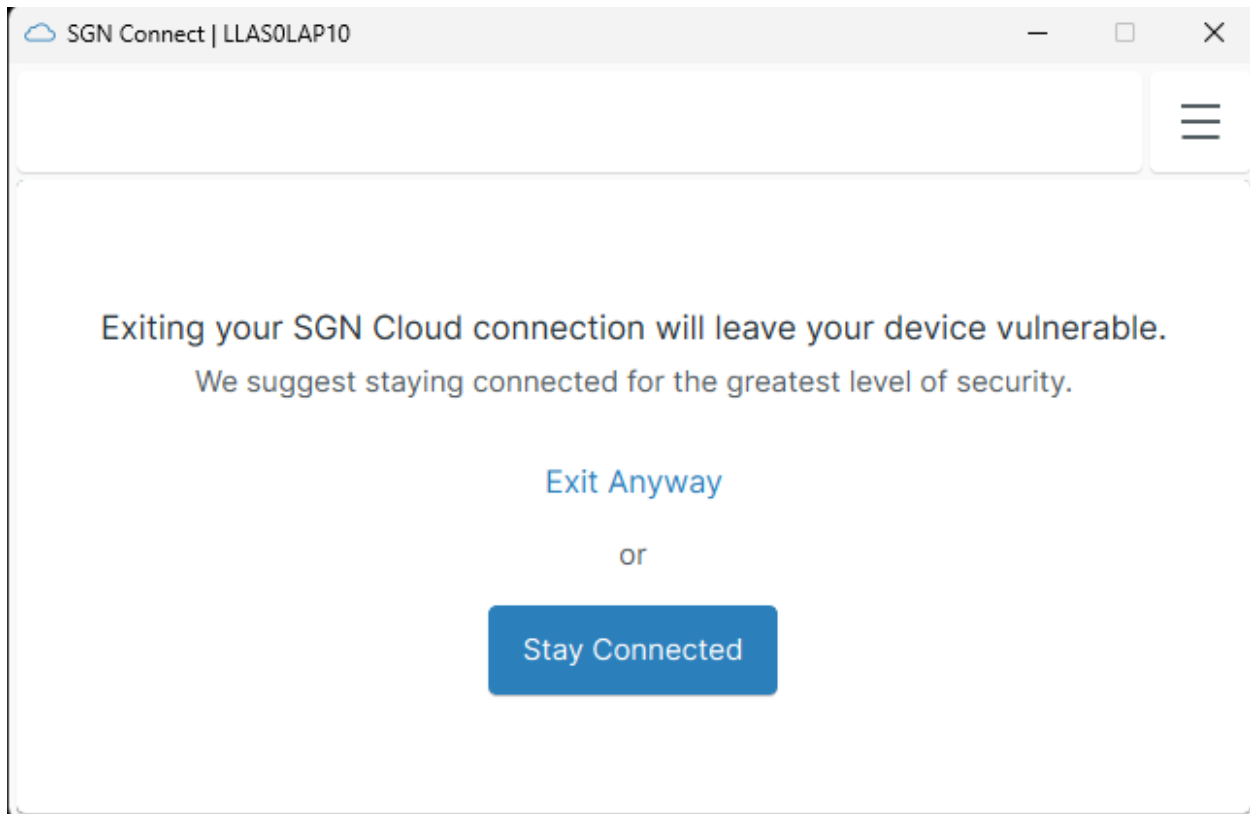 SGN Connect | LLAS0LAP10
Exiting your SGN Cloud connection will leave your device vulnerable.
We suggest staying connected for the greatest level of security.
Exit Anyway
or
Stay Connected